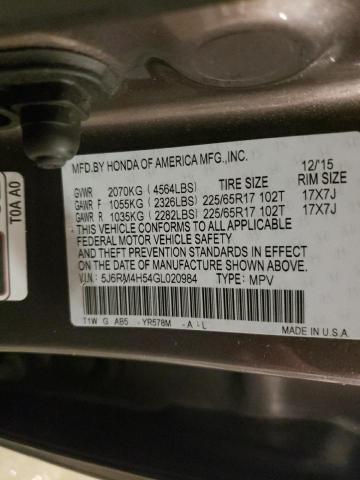 MFD.BY HONDA OF AMERICA MFG.,INC. 12/15
GVWR 2070KG (4564LBS) TIRE SIZE RIM SIZE
GAWR F 1055KG (2326LBS) 225/65R17 102T 17X7J
GAWR R 1035KG (2282LBS) 225/65R17 102T 17X7J
THIS VEHICLE CONFORMS TO ALL APPLICABLE
FEDERAL MOTOR VEHICLE SAFETY AND
THEFT PREVENTION STANDARDS IN EFFECT ON
THE DATE OF MANUFACTURE SHOWN ABOVE.
V.I.N.: 5J6RM4H54GL020984 TYPE: MPV
T1W G AB5 -YR578M -A -L
MADE IN U.S.A
T0A A0